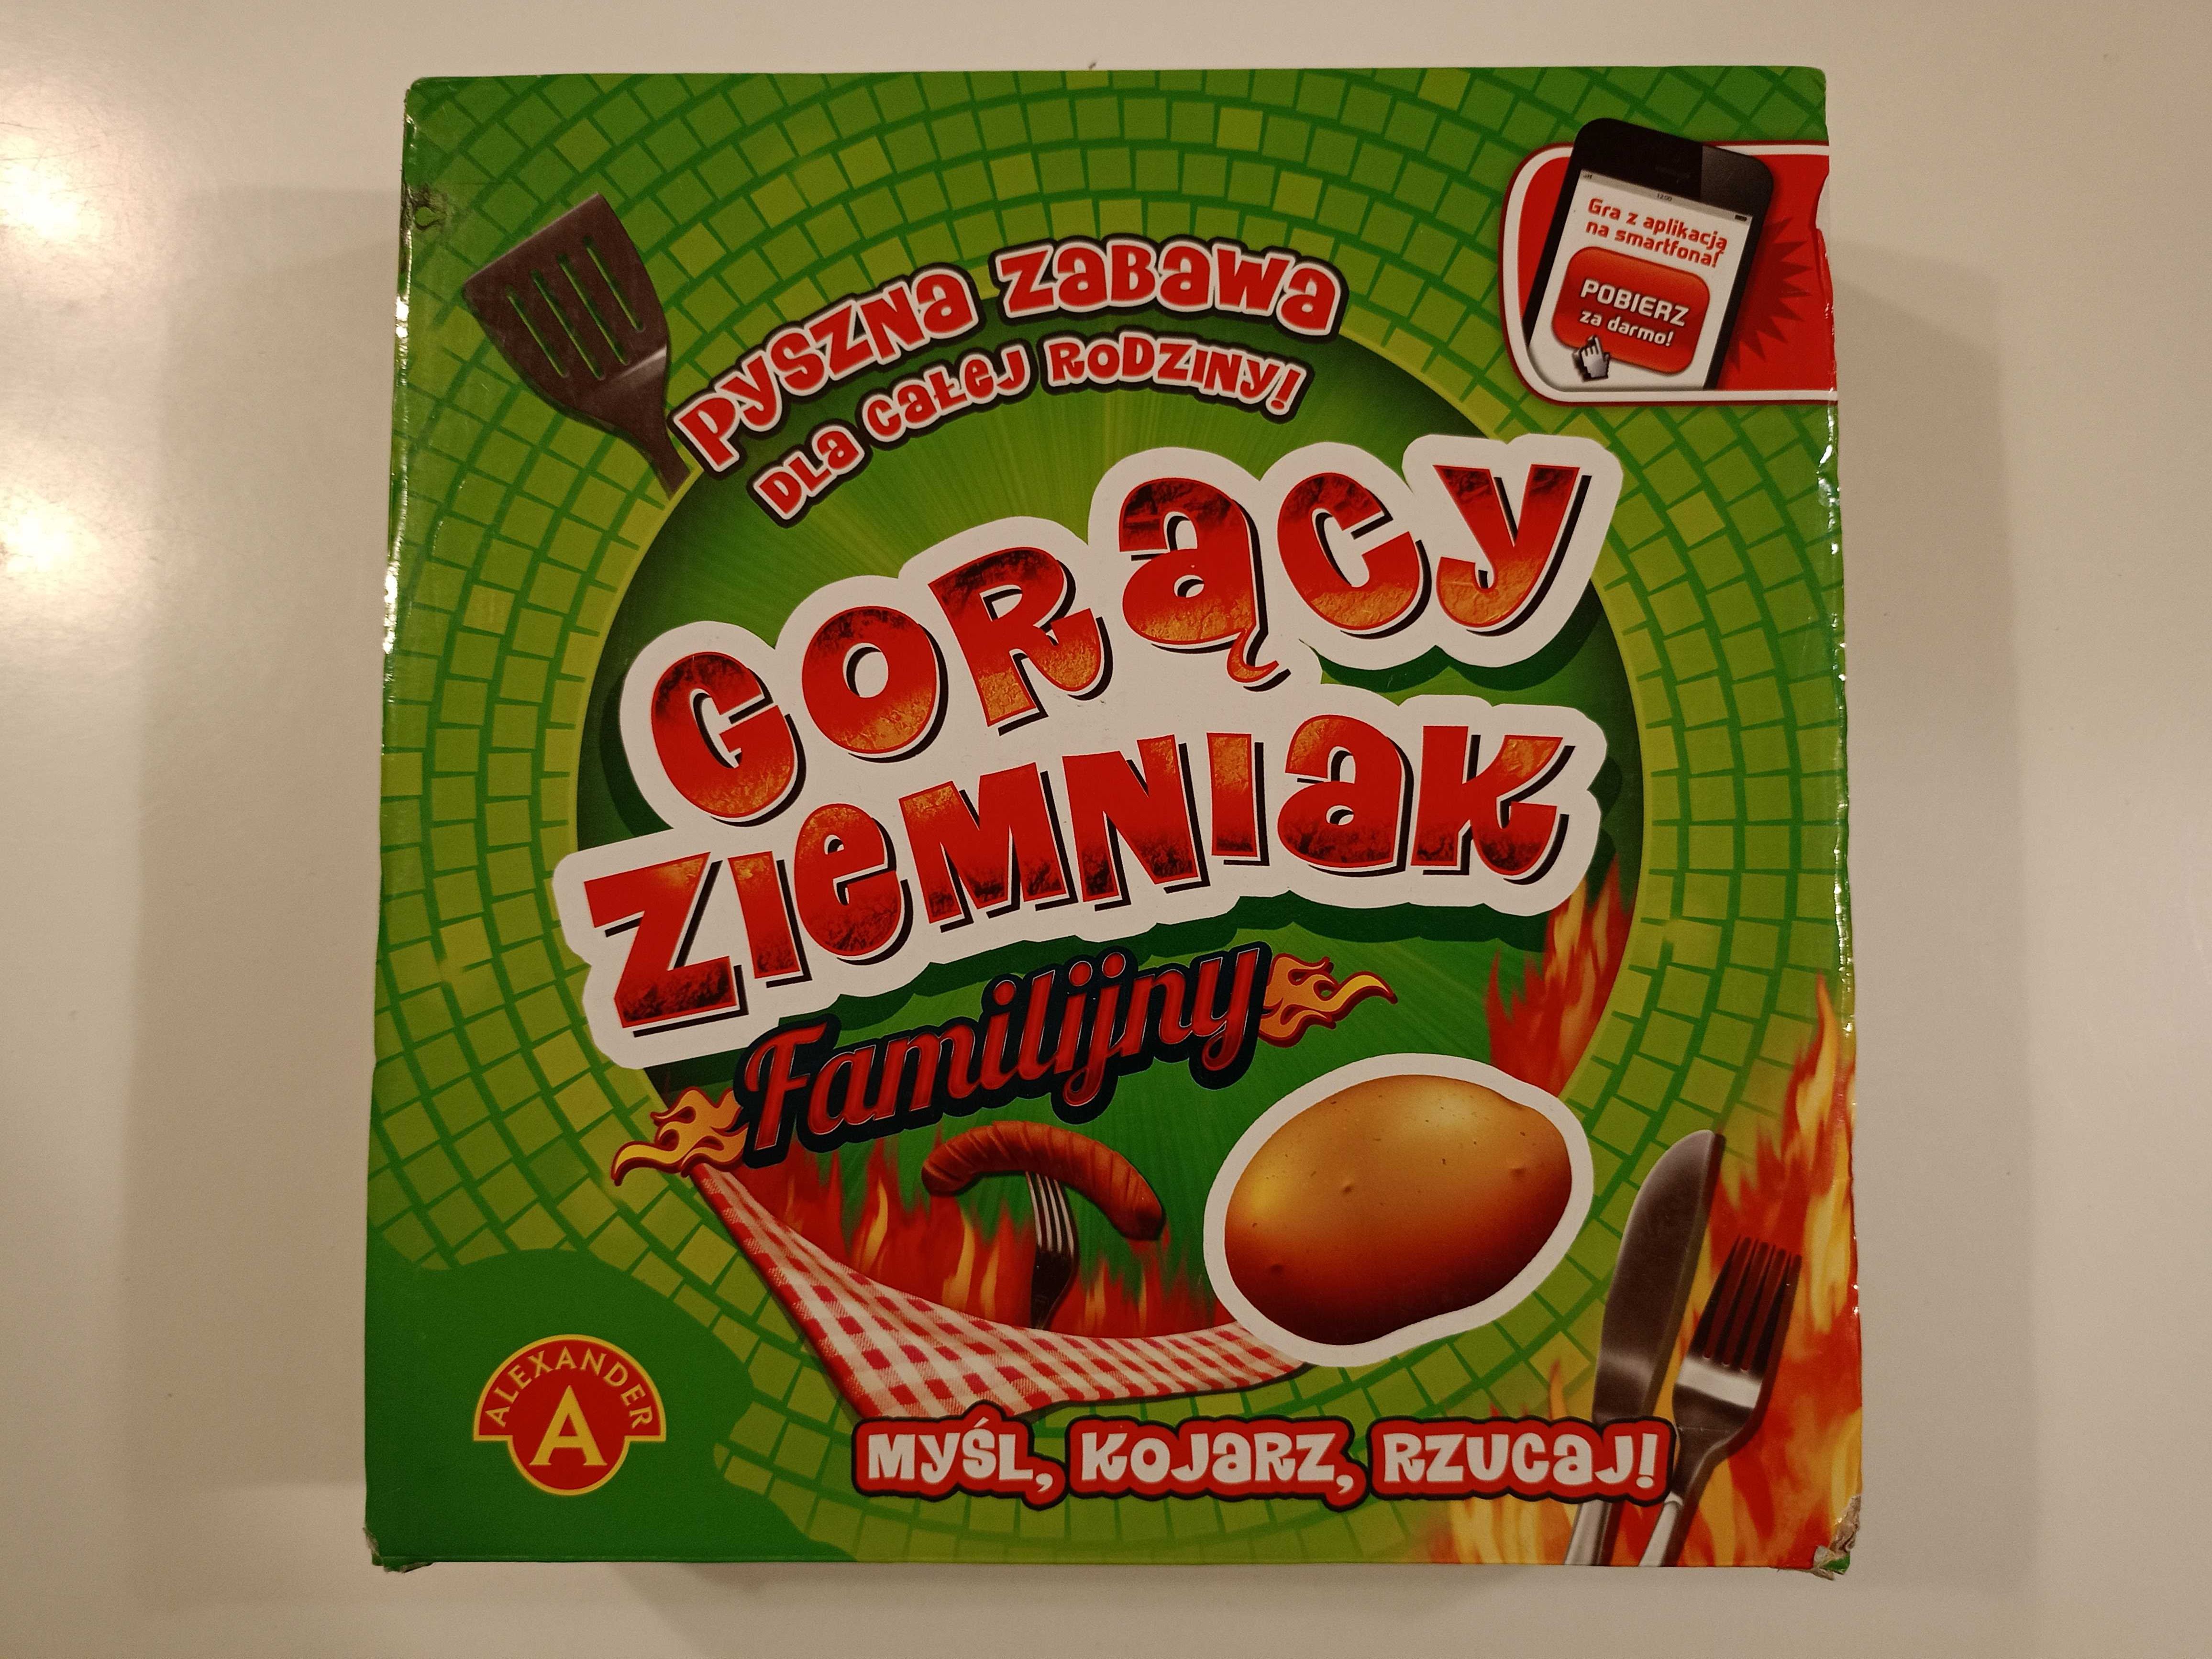 Gra z aplikacją
na smartfona!
POBIERZ
za darmo!
PYSZNA ZABAWA
DLA CAŁEJ RODZINY!
GORĄCY
ZIEMNIAK
Familijny
ALEXANDER
A
MYŚL, KOJARZ, RZUCAJ!